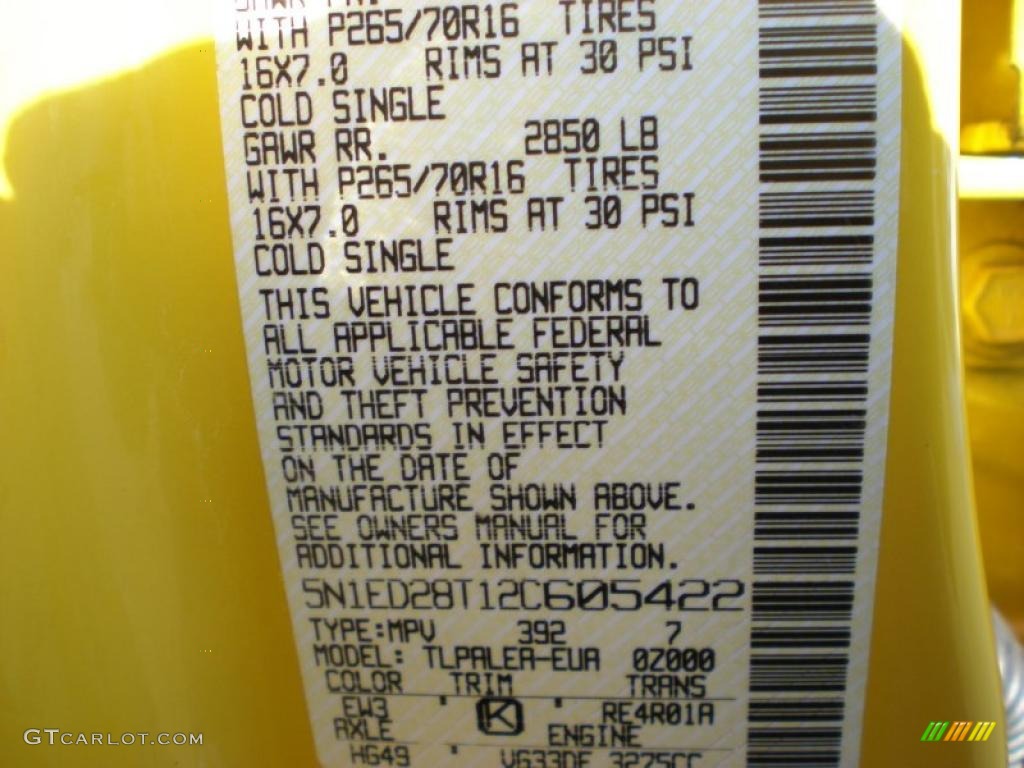 GAWR FR.
WITH P265/70R16 TIRES
16X7.0 RIMS AT 30 PSI
COLD SINGLE
GAWR RR. 2850 LB
WITH P265/70R16 TIRES
16X7.0 RIMS AT 30 PSI
COLD SINGLE
THIS VEHICLE CONFORMS TO
ALL APPLICABLE FEDERAL
MOTOR VEHICLE SAFETY
AND THEFT PREVENTION
STANDARDS IN EFFECT
ON THE DATE OF
MANUFACTURE SHOWN ABOVE.
SEE OWNERS MANUAL FOR
ADDITIONAL INFORMATION.
5N1ED28T12C605422
TYPE:MPV 392 7
MODEL: TLPALEA-EUA 0Z000
COLOR TRIM TRANS
EW3 ' K ' RE4R01A
AXLE ENGINE
HG49 ' VG33DE 3275CC
GTCARLOT.COM